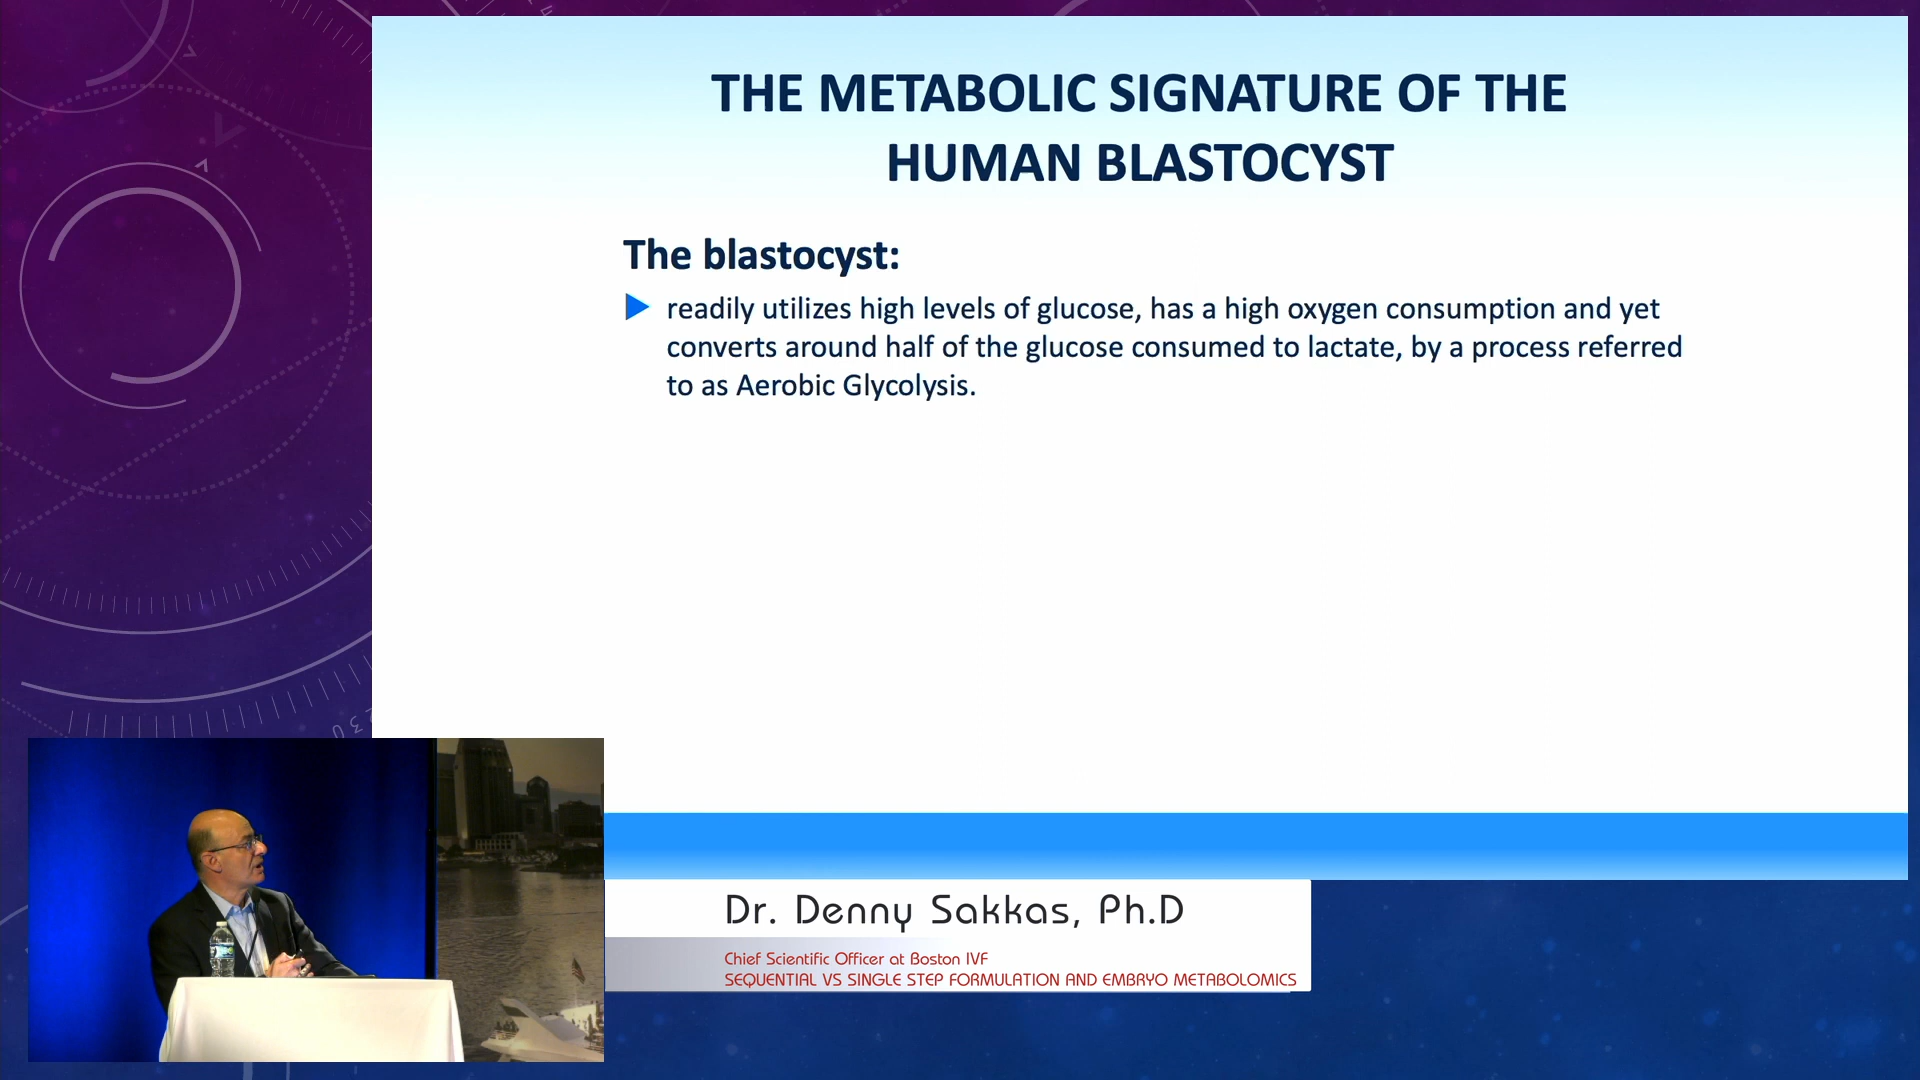 THE METABOLIC SIGNATURE OF THE
HUMAN BLASTOCYST
The blastocyst:
readily utilizes high levels of glucose, has a high oxygen consumption and yet
converts around half of the glucose consumed to lactate, by a process referred
to as Aerobic Glycolysis.
230
Dr. Denny Sakkas, Ph.D
Chief Scientific Officer at Boston IVF
SEQUENTIAL VS SINGLE STEP FORMULATION AND EMBRYO METABOLOMICS